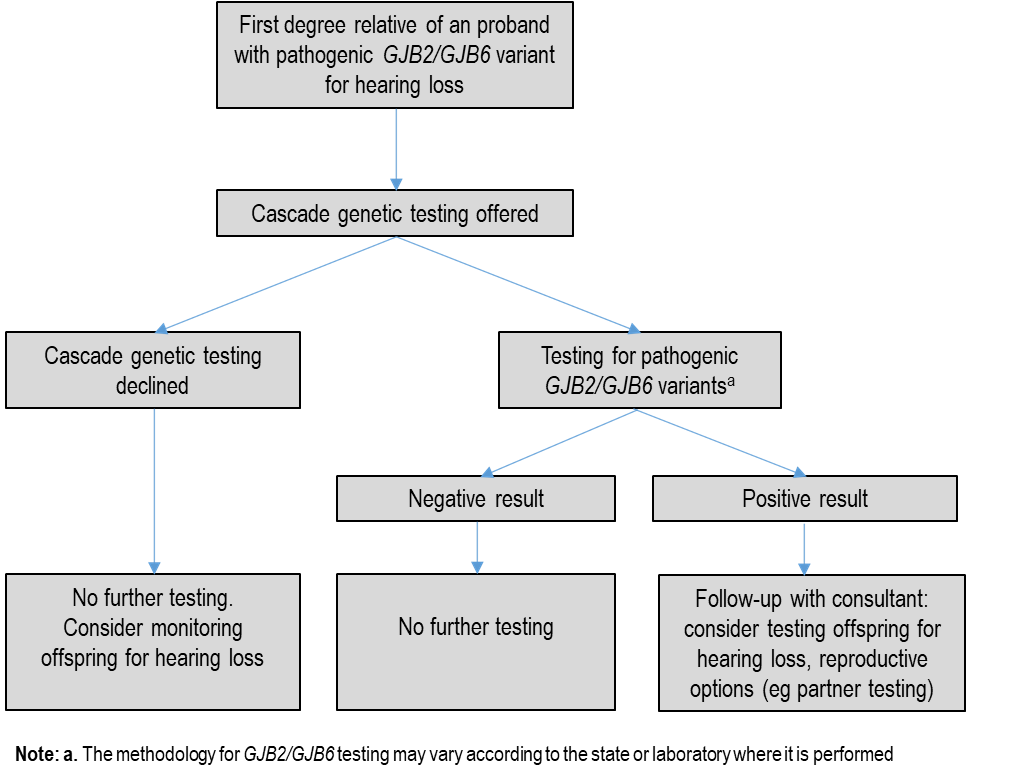 First degree relative of an proband
with pathogenic GJB2/GJB6 variant
for hearing loss
Cascade genetic testing offered
Cascade genetic testing
declined
Testing for pathogenic
GJB2/GJB6 variantsa
Negative result
Positive result
No further testing.
Consider monitoring
offspring for hearing loss
No further testing
Follow-up with consultant:
consider testing offspring for
hearing loss, reproductive
options (eg partner testing)
Note: a. The methodology for GJB2/GJB6 testing may vary according to the state or laboratory where it is performed